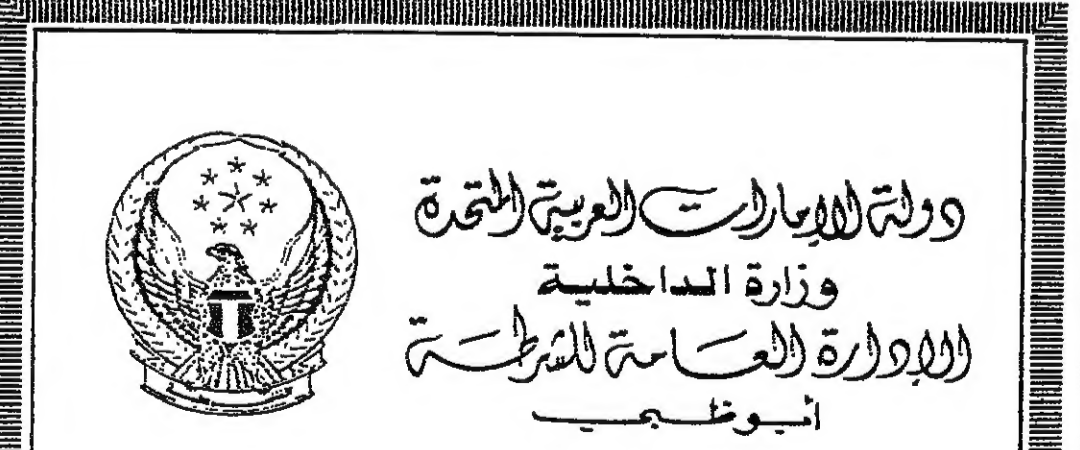 دولة الإمارات العربية المتحدة
وزارة الداخلية
الإدارة العامة للشرطة
أبوظبي